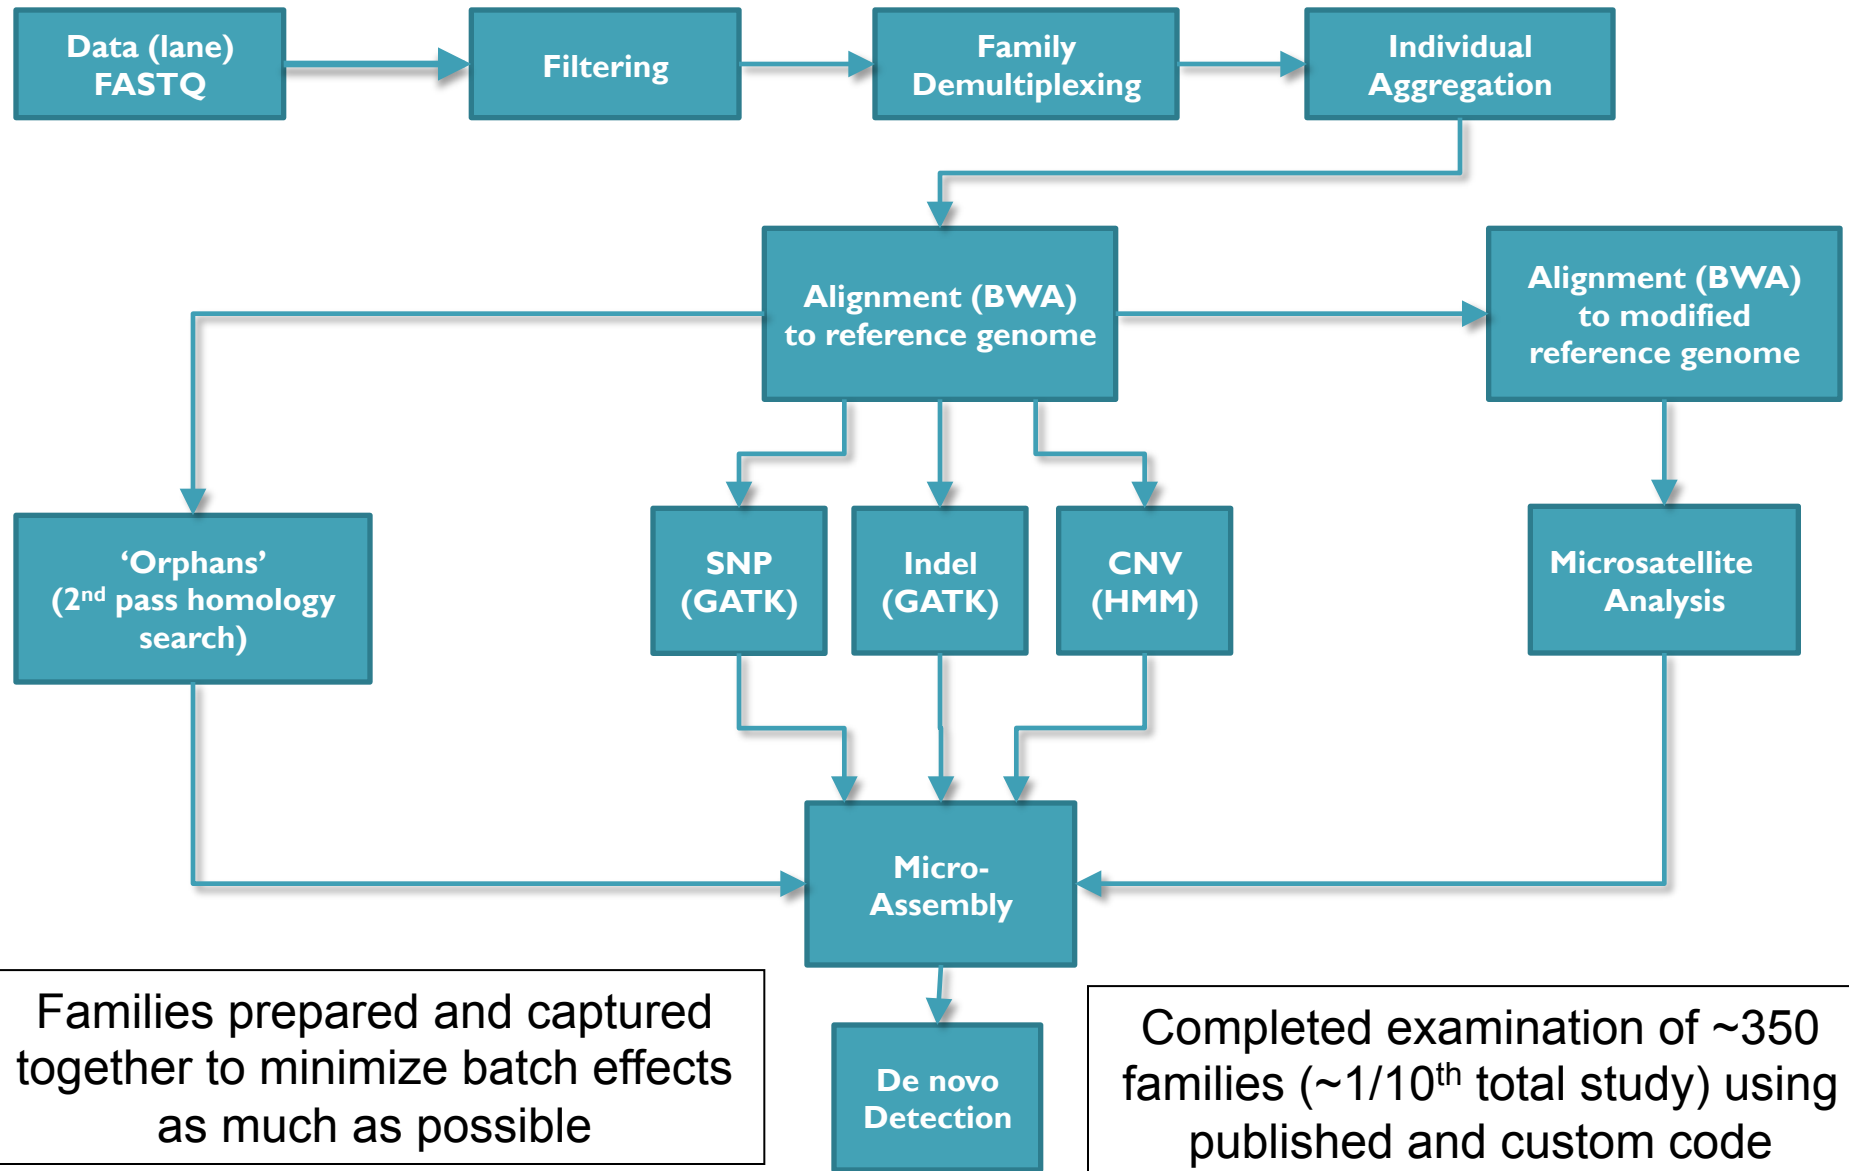 Data (lane)
FASTQ
Filtering
Family
Demultiplexing
Individual
Aggregation
Alignment (BWA)
to reference genome
Alignment (BWA)
to modified
reference genome
‘Orphans’
(2nd pass homology
search)
SNP
(GATK)
Indel
(GATK)
CNV
(HMM)
Microsatellite
Analysis
Micro-
Assembly
De novo
Detection
Families prepared and captured
together to minimize batch effects
as much as possible
Completed examination of ~350
families (~1/10th total study) using
published and custom code